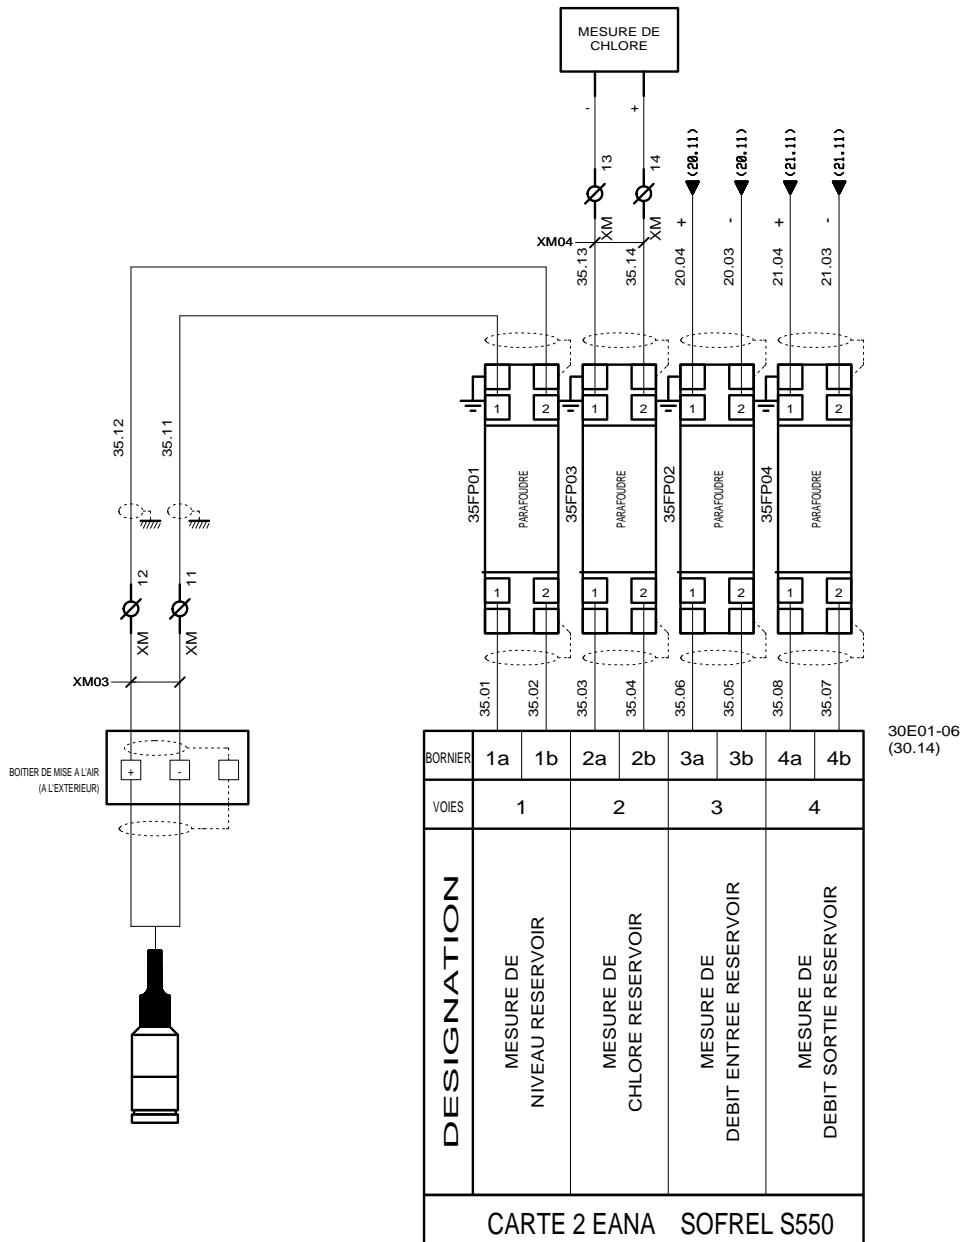 MESURE DE
CHLORE
-
+
13
14
(20.11)
(20.11)
(21.11)
(21.11)
XM
XM
XM04
+
-
+
-
35.13
35.14
20.04
20.03
21.04
21.03
35.12
35.11
1
2
1
2
1
2
1
2
35FP01
PARAFOUDRE
35FP03
PARAFOUDRE
35FP02
PARAFOUDRE
35FP04
PARAFOUDRE
12
11
XM
XM
1
2
1
2
1
2
1
2
XM03
35.01
35.02
35.03
35.04
35.06
35.05
35.08
35.07
30E01-06
(30.14)
BOITIER DE MISE A L'AIR
(A L'EXTERIEUR)
+
-
BORNIER 1a 1b 2a 2b 3a 3b 4a 4b
VOIES 1 2 3 4
DESIGNATION
MESURE DE
NIVEAU RESERVOIR
MESURE DE
CHLORE RESERVOIR
MESURE DE
DEBIT ENTREE RESERVOIR
MESURE DE
DEBIT SORTIE RESERVOIR
CARTE 2 EANA SOFREL S550